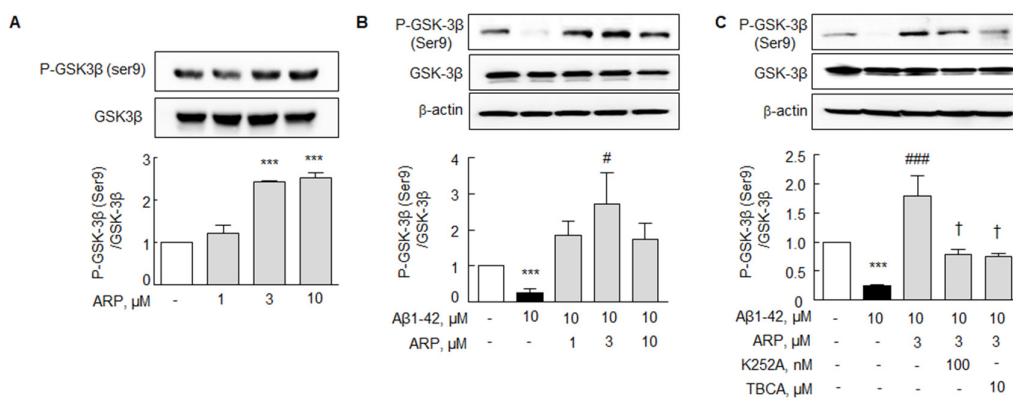 A
P-GSK3β (ser9)
GSK3β
P-GSK-3β (Ser9)
/GSK-3β
3
2
1
0
*** ***
ARP, μM - 1 3 10
B
P-GSK-3β
(Ser9)
GSK-3β
β-actin
P-GSK-3β (Ser9)
/GSK-3β
4
3
2
1
0
***
#
Aβ1-42, μM - 10 10 10 10
ARP, μM - - 1 3 10
C
P-GSK-3β
(Ser9)
GSK-3β
β-actin
P-GSK-3β (Ser9)
/GSK-3β
2.5
2.0
1.5
1.0
0.5
0.0
***
###
† †
Aβ1-42, μM - 10 10 10 10
ARP, μM - - 3 3 3
K252A, nM - - - 100 -
TBCA, μM - - - - 10